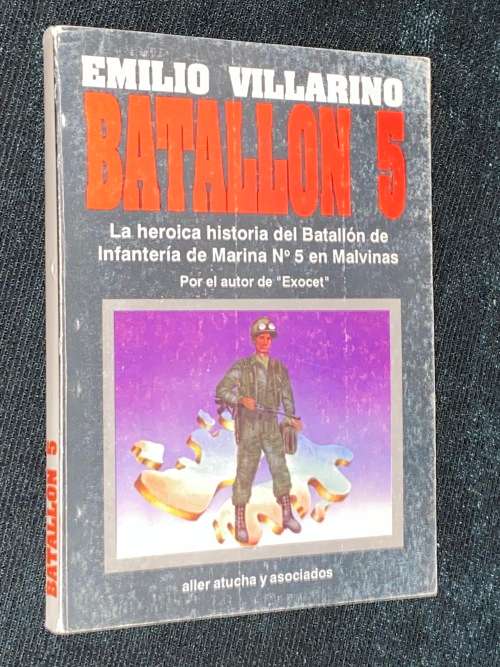 EMILIO VILLARINO
BATALLON 5
La heroica historia del Batallón de
Infantería de Marina Nº 5 en Malvinas
Por el autor de "Exocet"
aller atucha y asociados
BATALLON 5